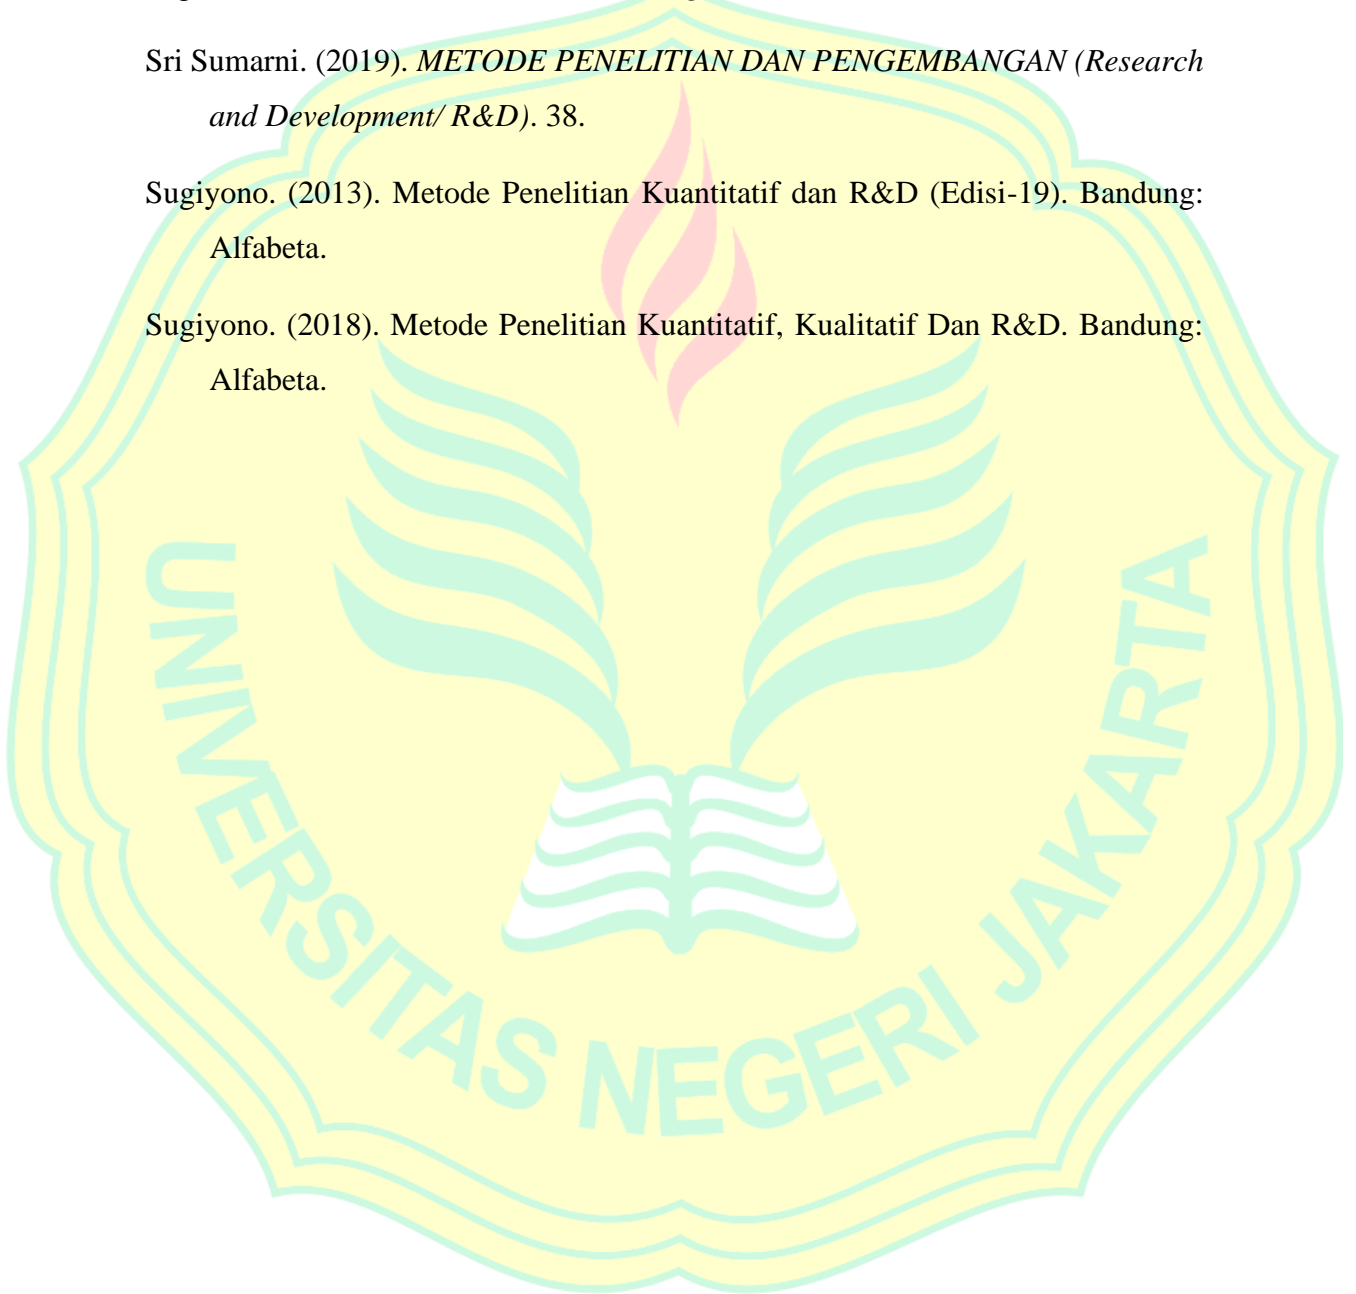 Sri Sumarni. (2019). METODE PENELITIAN DAN PENGEMBANGAN (Research
and Development/ R&D). 38.
Sugiyono. (2013). Metode Penelitian Kuantitatif dan R&D (Edisi-19). Bandung:
Alfabeta.
Sugiyono. (2018). Metode Penelitian Kuantitatif, Kualitatif Dan R&D. Bandung:
Alfabeta.
UNIVERSITAS NEGERI JAKARTA